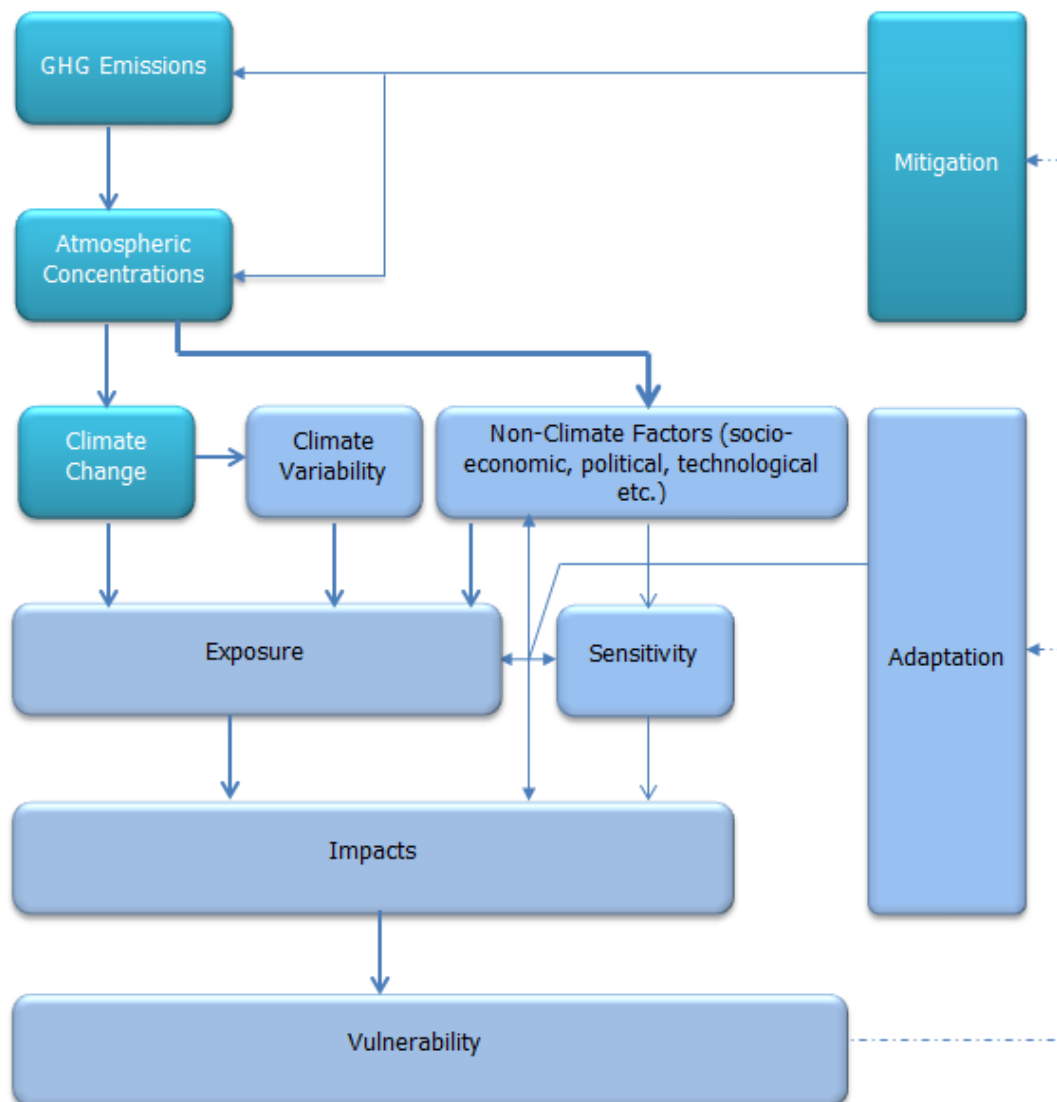 GHG Emissions
Mitigation
Atmospheric
Concentrations
Climate
Change
Climate
Variability
Non-Climate Factors (socio-
economic, political, technological
etc.)
Exposure
Sensitivity
Adaptation
Impacts
Vulnerability